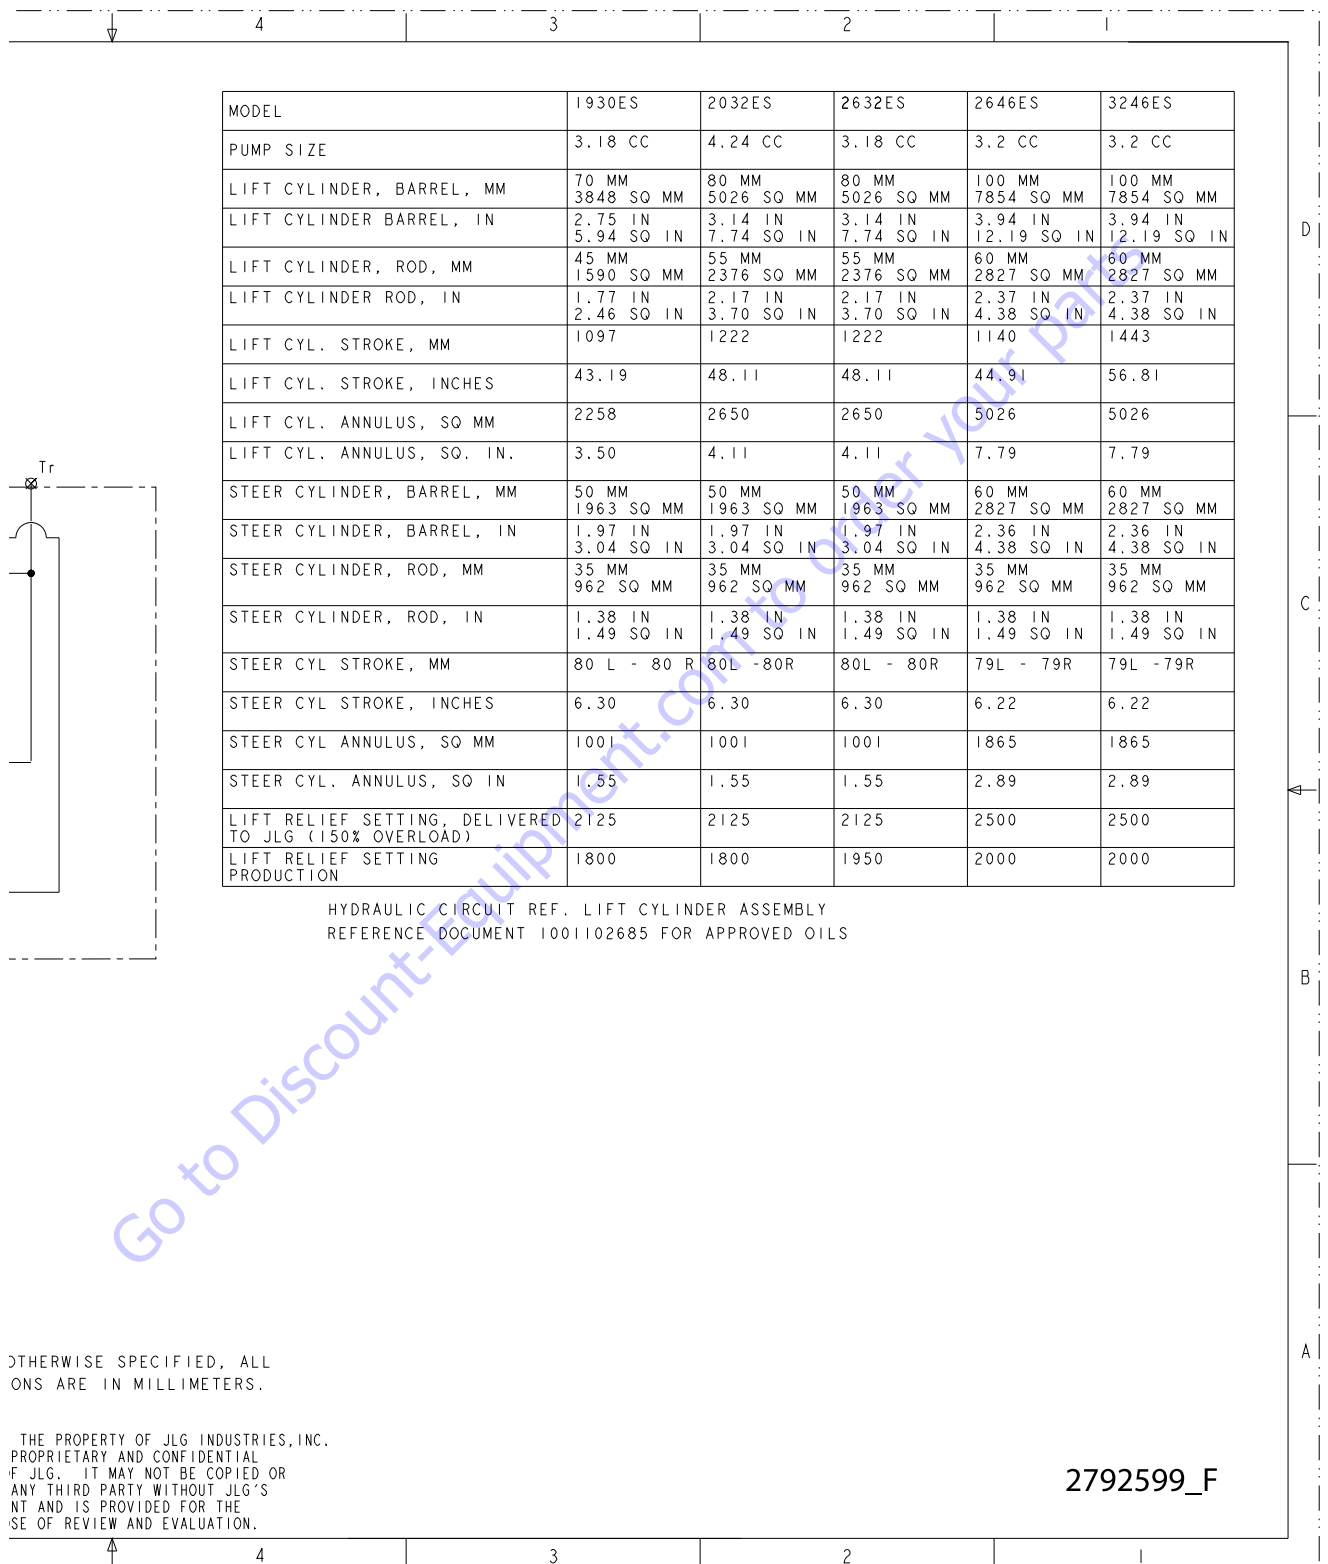 4 3 2 1
MODEL 1930ES 2032ES 2632ES 2646ES 3246ES
PUMP SIZE 3.18 CC 4.24 CC 3.18 CC 3.2 CC 3.2 CC
LIFT CYLINDER, BARREL, MM 70 MM 80 MM 80 MM 100 MM 100 MM
3848 SQ MM 5026 SQ MM 5026 SQ MM 7854 SQ MM 7854 SQ MM
LIFT CYLINDER BARREL, IN 2.75 IN 3.14 IN 3.14 IN 3.94 IN 3.94 IN
5.94 SQ IN 7.74 SQ IN 7.74 SQ IN 12.19 SQ IN 12.19 SQ IN
D
LIFT CYLINDER, ROD, MM 45 MM 55 MM 55 MM 60 MM 60 MM
1590 SQ MM 2376 SQ MM 2376 SQ MM 2827 SQ MM 2827 SQ MM
LIFT CYLINDER ROD, IN 1.77 IN 2.17 IN 2.17 IN 2.37 IN 2.37 IN
2.46 SQ IN 3.70 SQ IN 3.70 SQ IN 4.38 SQ IN 4.38 SQ IN
LIFT CYL. STROKE, MM 1097 1222 1222 1140 1443
LIFT CYL. STROKE, INCHES 43.19 48.11 48.11 44.91 56.81
LIFT CYL. ANNULUS, SQ MM 2258 2650 2650 5026 5026
LIFT CYL. ANNULUS, SQ. IN. 3.50 4.11 4.11 7.79 7.79
Tr
STEER CYLINDER, BARREL, MM 50 MM 50 MM 50 MM 60 MM 60 MM
1963 SQ MM 1963 SQ MM 1963 SQ MM 2827 SQ MM 2827 SQ MM
STEER CYLINDER, BARREL, IN 1.97 IN 1.97 IN 1.97 IN 2.36 IN 2.36 IN
3.04 SQ IN 3.04 SQ IN 3.04 SQ IN 4.38 SQ IN 4.38 SQ IN
STEER CYLINDER, ROD, MM 35 MM 35 MM 35 MM 35 MM 35 MM
962 SQ MM 962 SQ MM 962 SQ MM 962 SQ MM 962 SQ MM
C
STEER CYLINDER, ROD, IN 1.38 IN 1.38 IN 1.38 IN 1.38 IN 1.38 IN
1.49 SQ IN 1.49 SQ IN 1.49 SQ IN 1.49 SQ IN 1.49 SQ IN
STEER CYL STROKE, MM 80 L - 80 R 80L -80R 80L - 80R 79L - 79R 79L -79R
STEER CYL STROKE, INCHES 6.30 6.30 6.30 6.22 6.22
STEER CYL ANNULUS, SQ MM 1001 1001 1001 1865 1865
STEER CYL. ANNULUS, SQ IN 1.55 1.55 1.55 2.89 2.89
LIFT RELIEF SETTING, DELIVERED 2125 2125 2125 2500 2500
TO JLG (150% OVERLOAD)
LIFT RELIEF SETTING 1800 1800 1950 2000 2000
PRODUCTION
HYDRAULIC CIRCUIT REF. LIFT CYLINDER ASSEMBLY
REFERENCE DOCUMENT 1001102685 FOR APPROVED OILS
B
Go to Discount-Equipment.com to order your parts
A
OTHERWISE SPECIFIED, ALL
ONS ARE IN MILLIMETERS.
THE PROPERTY OF JLG INDUSTRIES,INC.
PROPRIETARY AND CONFIDENTIAL
F JLG. IT MAY NOT BE COPIED OR
ANY THIRD PARTY WITHOUT JLG'S
NT AND IS PROVIDED FOR THE
SE OF REVIEW AND EVALUATION.
2792599_F
4 3 2 1